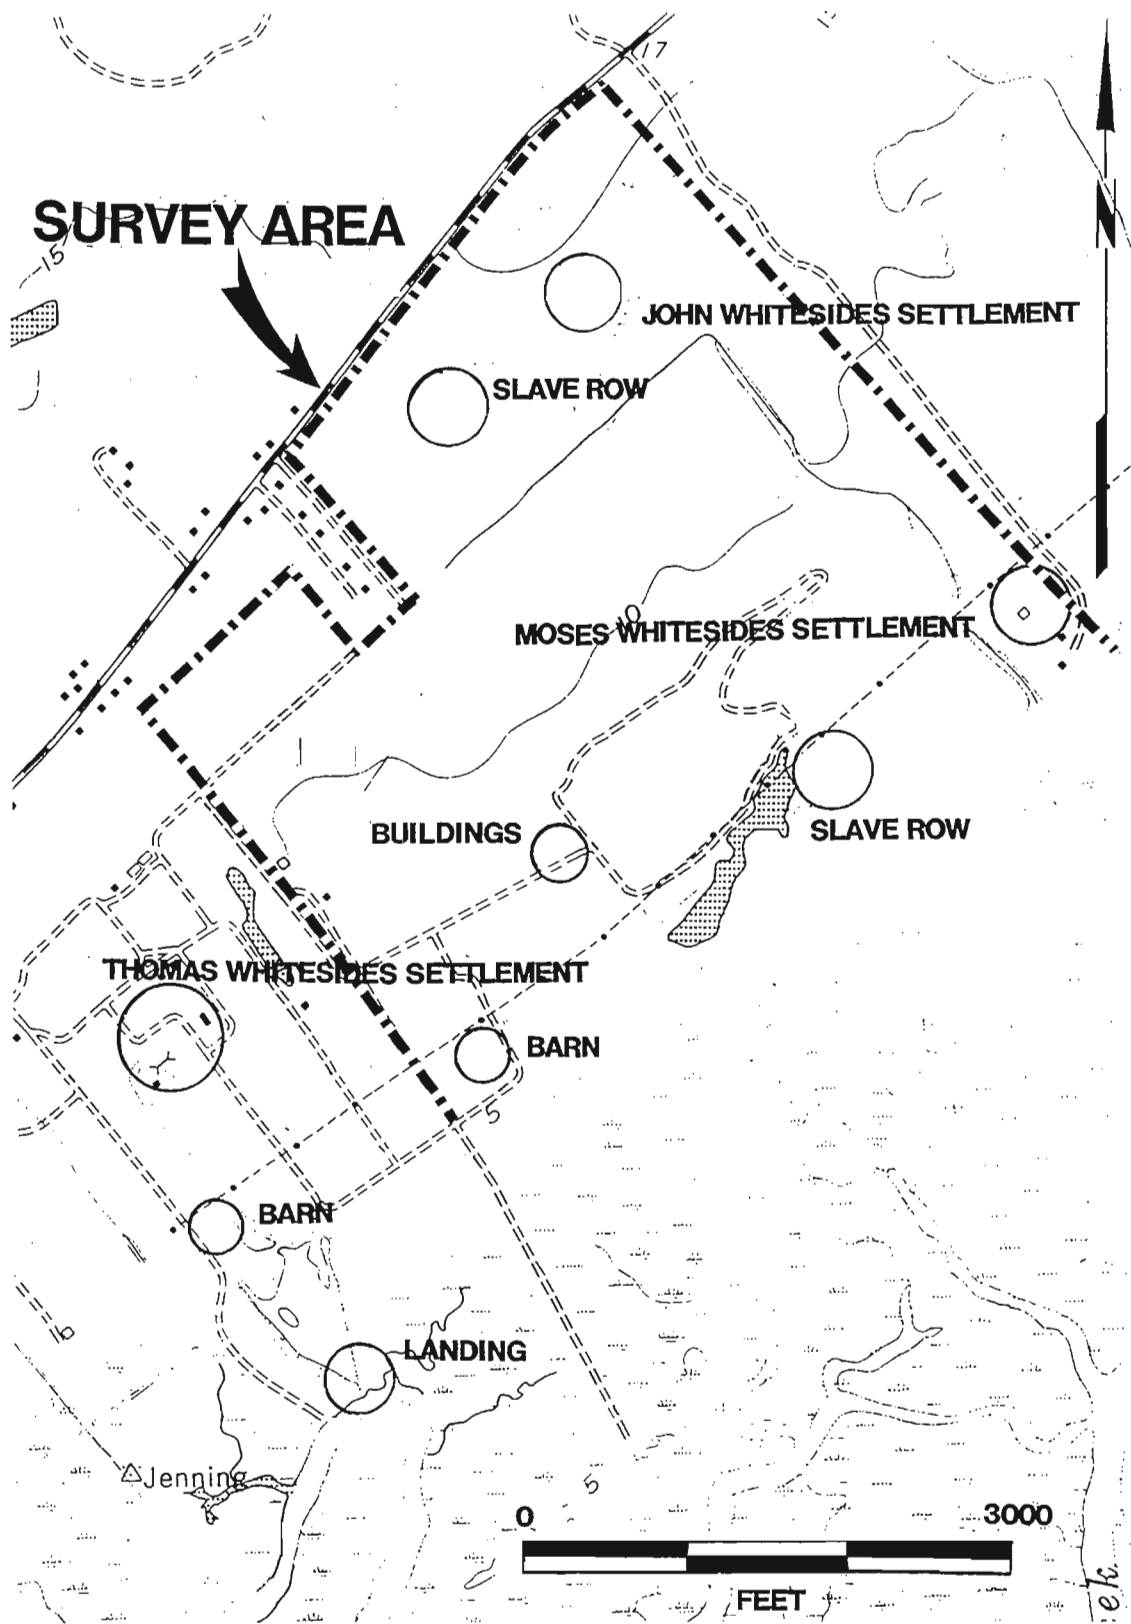 17
SURVEY AREA
15
N
JOHN WHITESIDES SETTLEMENT
SLAVE ROW
MOSES WHITESIDES SETTLEMENT
BUILDINGS
SLAVE ROW
THOMAS WHITESIDES SETTLEMENT
BARN
5
BARN
LANDING
Jenning
5
0 3000
FEET
ek